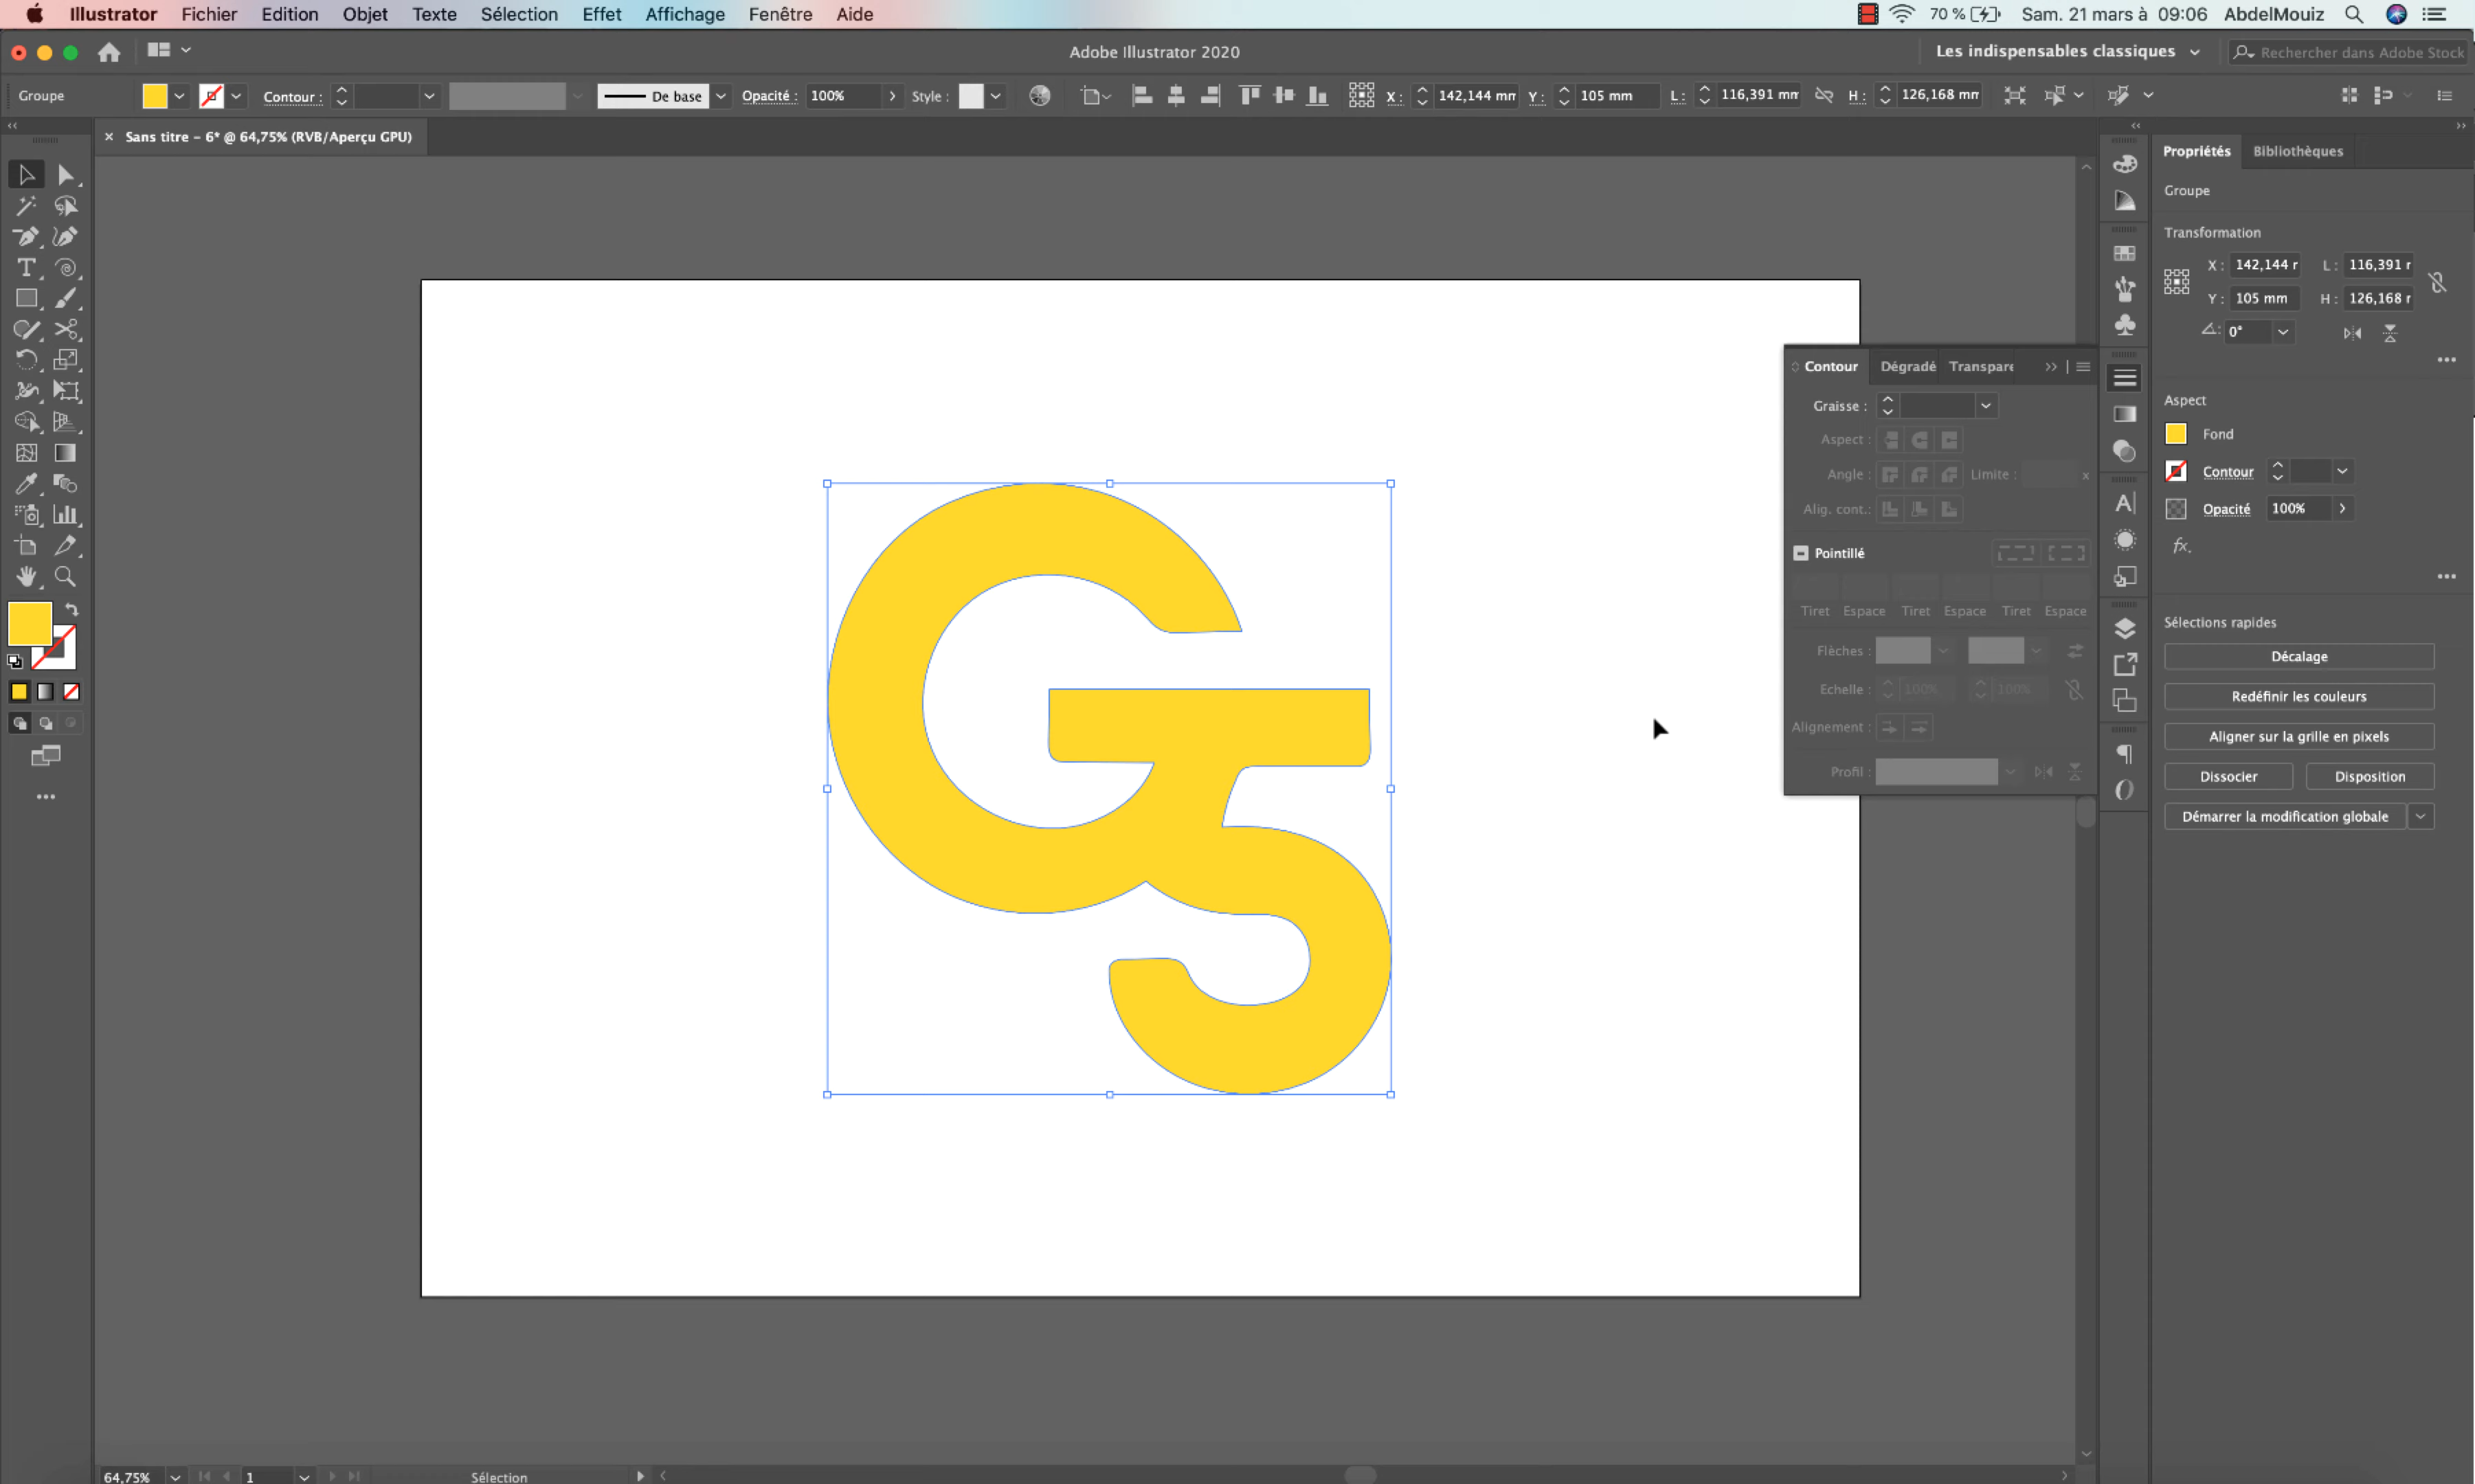 Illustrator Fichier Edition Objet Texte Sélection Effet Affichage Fenêtre Aide
70 % Sam. 21 mars à 09:06 AbdelMouiz
Adobe Illustrator 2020
Les indispensables classiques
Rechercher dans Adobe Stock
Groupe Contour : De base Opacité : 100% Style : X : 142,144 mm Y : 105 mm L : 116,391 mm H : 126,168 mm
× Sans titre – 6* @ 64,75% (RVB/Aperçu GPU)
GS
Contour Dégradé Transpare
Graisse :
Aspect :
Angle : Limite : x
Alig. cont.:
Pointillé
Tiret Espace Tiret Espace Tiret Espace
Flèches :
Echelle : 100% 100%
Alignement :
Profil :
Propriétés Bibliothèques
Groupe
Transformation
X : 142,144 r L : 116,391 r
Y : 105 mm H : 126,168 r
0°
Aspect
Fond
Contour
Opacité 100%
fx.
Sélections rapides
Décalage
Redéfinir les couleurs
Aligner sur la grille en pixels
Dissocier Disposition
Démarrer la modification globale
64,75% 1 Sélection